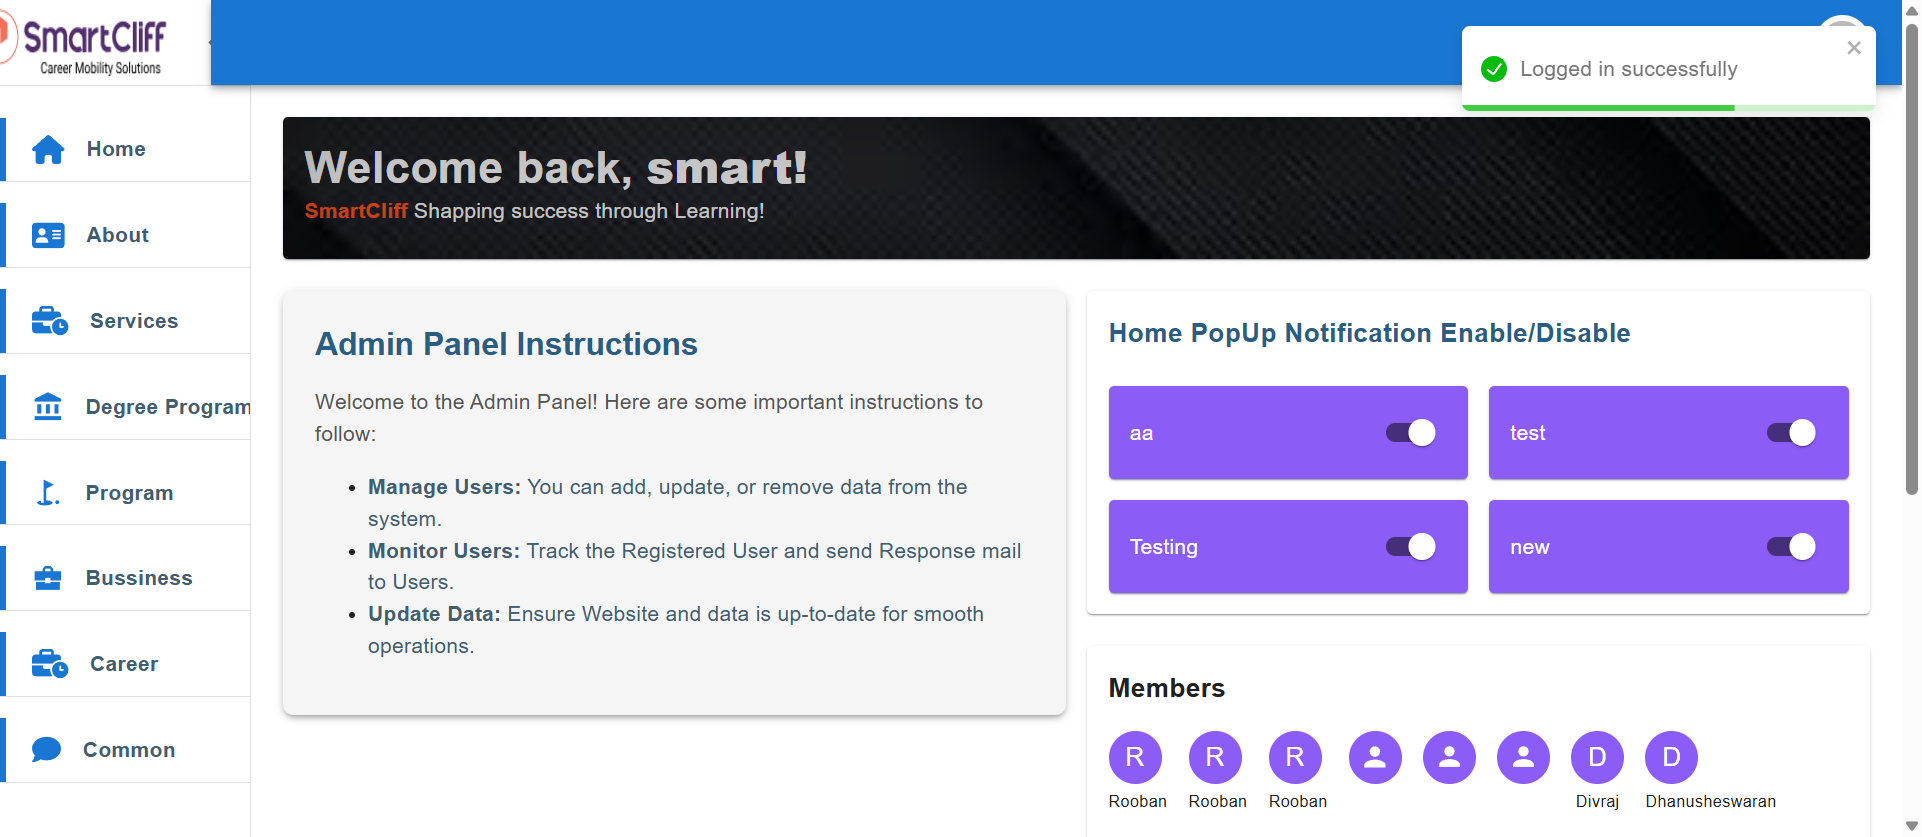 SmartCliff
Career Mobility Solutions
Logged in successfully
Home
About
Services
Degree Program
Program
Bussiness
Career
Common
Welcome back, smart!
SmartCliff Shapping success through Learning!
Admin Panel Instructions
Welcome to the Admin Panel! Here are some important instructions to
follow:
Manage Users: You can add, update, or remove data from the
system.
Monitor Users: Track the Registered User and send Response mail
to Users.
Update Data: Ensure Website and data is up-to-date for smooth
operations.
Home PopUp Notification Enable/Disable
aa
test
Testing
new
Members
R R R D D
Rooban Rooban Rooban Divraj Dhanusheswaran